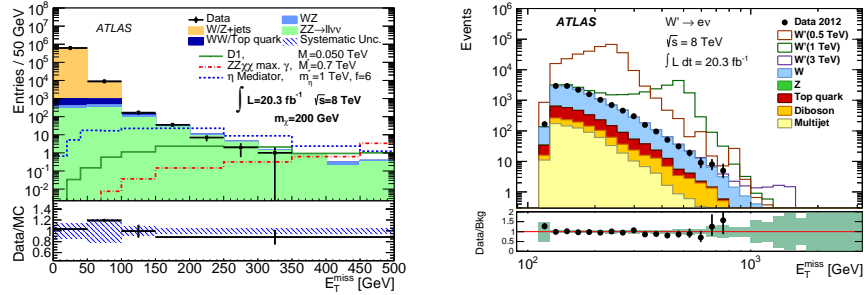 ATLAS
Data
W/Z+jets
WW/Top quark
WZ
ZZ→llνν
Systematic Unc.
D1, M*=0.050 TeV
ZZχχ max. γ, M*=0.7 TeV
η Mediator, mη=1 TeV, f=6
∫ L=20.3 fb⁻¹ √s=8 TeV
mχ=200 GeV
Entries / 50 GeV
10⁸
10⁷
10⁶
10⁵
10⁴
10³
10²
10
1
10⁻¹
10⁻²
Data/MC
1.4
1.2
1
0.8
0.6
0 50 100 150 200 250 300 350 400 450 500
E_T^miss [GeV]
ATLAS
W' → eν
√s = 8 TeV
∫ L dt = 20.3 fb⁻¹
Data 2012
W'(0.5 TeV)
W'(1 TeV)
W'(3 TeV)
W
Z
Top quark
Diboson
Multijet
Events
10⁶
10⁵
10⁴
10³
10²
10
1
Data/Bkg
2
1.5
1
0.5
0
10² 10³
E_T^miss [GeV]